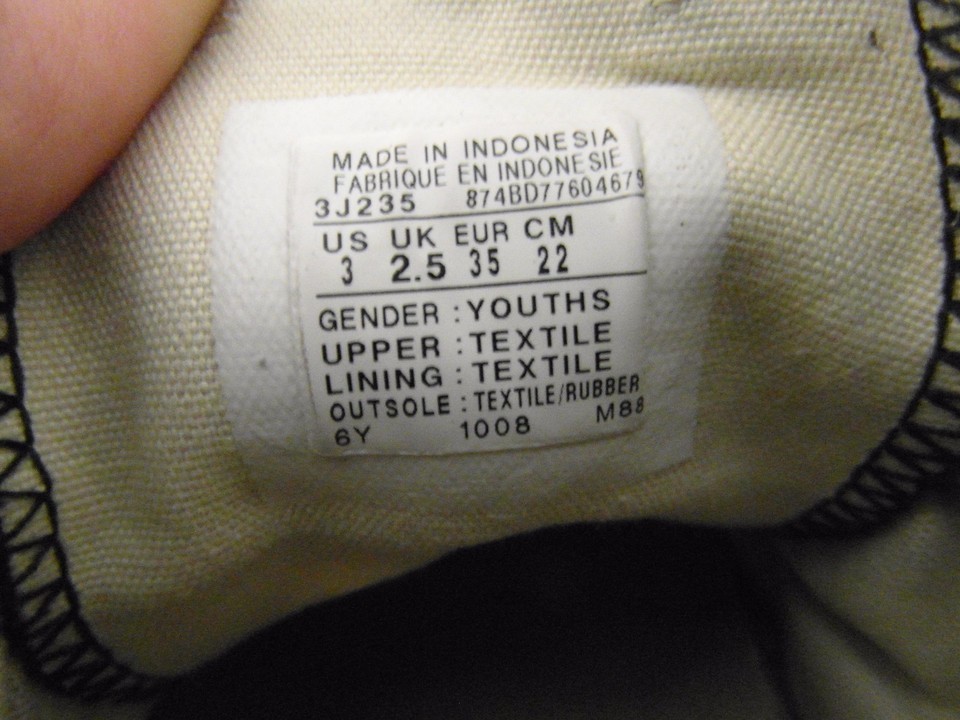 MADE IN INDONESIA
FABRIQUE EN INDONESIE
3J235 874BD77604679
US UK EUR CM
3 2.5 35 22
GENDER : YOUTHS
UPPER : TEXTILE
LINING : TEXTILE
OUTSOLE : TEXTILE/RUBBER
6Y 1008 M88